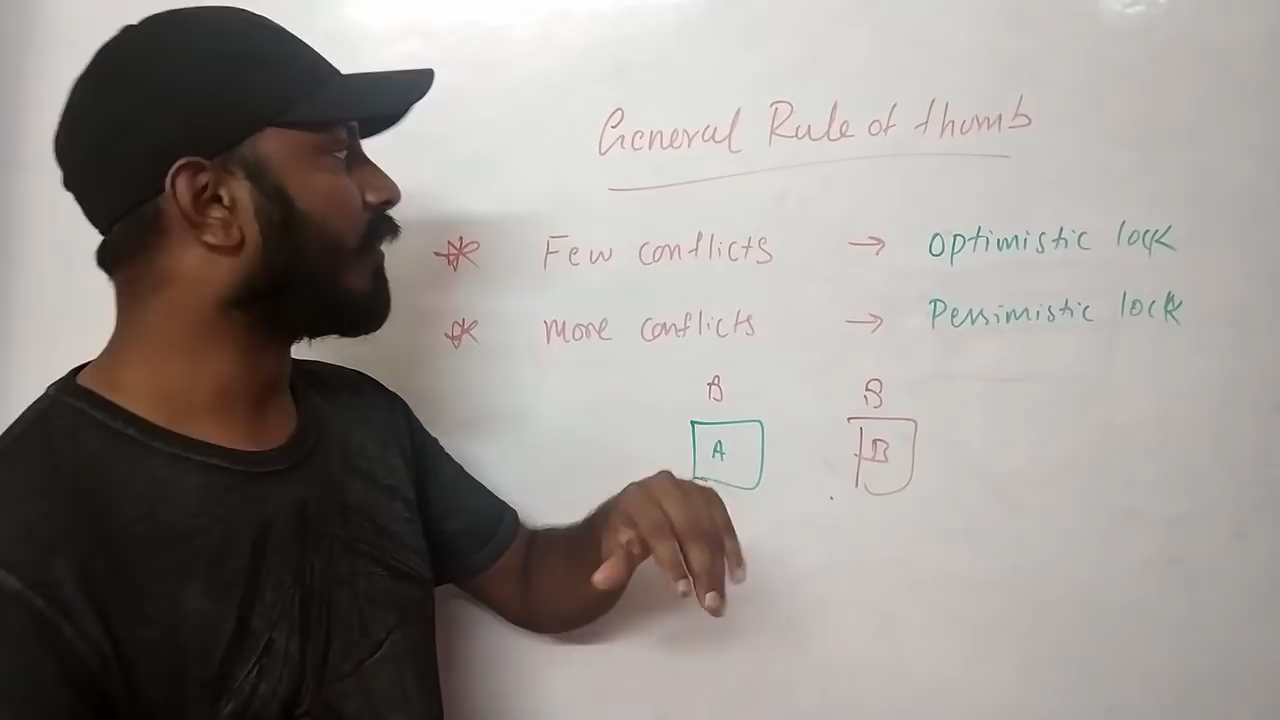 General Rule of thumb
* Few conflicts → Optimistic lock
* More conflicts → Pessimistic lock
B B
A B